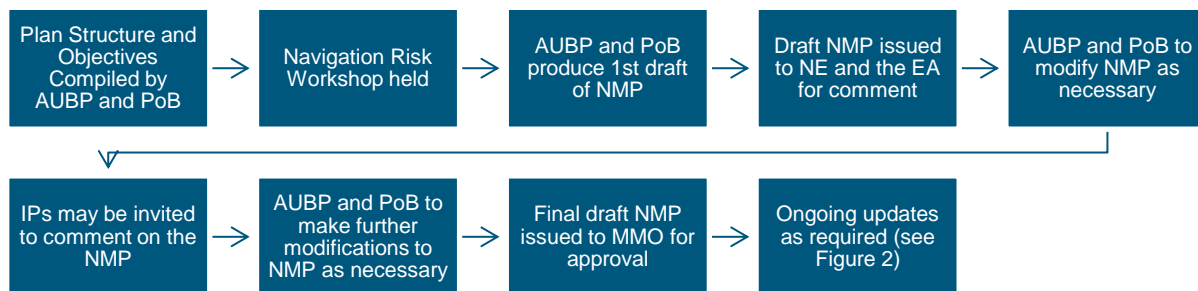 Plan Structure and
Objectives
Compiled by
AUBP and PoB
Navigation Risk
Workshop held
AUBP and PoB
produce 1st draft
of NMP
Draft NMP issued
to NE and the EA
for comment
AUBP and PoB to
modify NMP as
necessary
IPs may be invited
to comment on the
NMP
AUBP and PoB to
make further
modifications to
NMP as necessary
Final draft NMP
issued to MMO for
approval
Ongoing updates
as required (see
Figure 2)